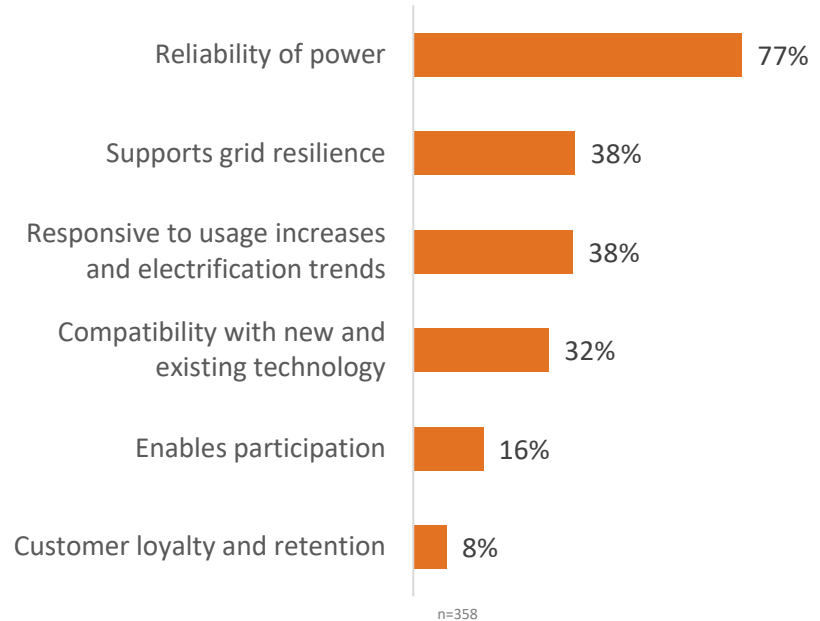 Reliability of power
77%
Supports grid resilience
38%
Responsive to usage increases
and electrification trends
38%
Compatibility with new and
existing technology
32%
Enables participation
16%
Customer loyalty and retention
8%
n=358